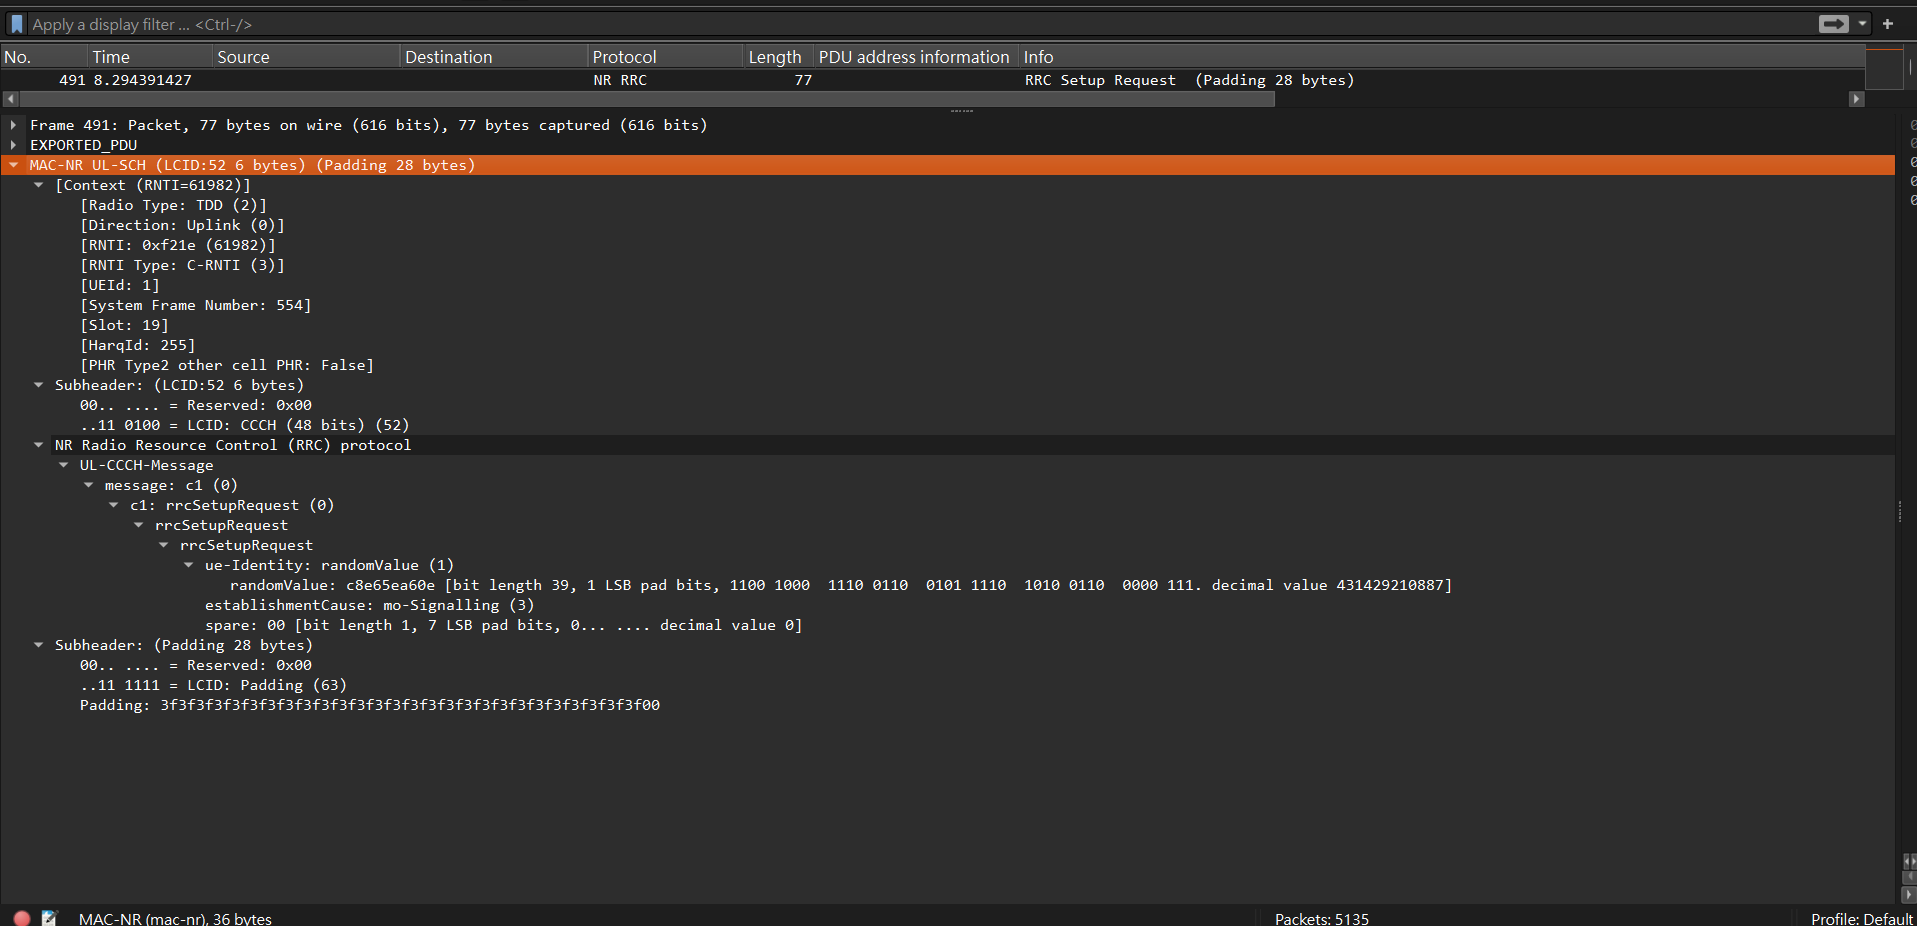 Apply a display filter ... <Ctrl-/>
No. Time Source Destination Protocol Length PDU address information Info
491 8.294391427 NR RRC 77 RRC Setup Request (Padding 28 bytes)
Frame 491: Packet, 77 bytes on wire (616 bits), 77 bytes captured (616 bits)
EXPORTED_PDU
MAC-NR UL-SCH (LCID:52 6 bytes) (Padding 28 bytes)
[Context (RNTI=61982)]
[Radio Type: TDD (2)]
[Direction: Uplink (0)]
[RNTI: 0xf21e (61982)]
[RNTI Type: C-RNTI (3)]
[UEId: 1]
[System Frame Number: 554]
[Slot: 19]
[HarqId: 255]
[PHR Type2 other cell PHR: False]
Subheader: (LCID:52 6 bytes)
00.. .... = Reserved: 0x00
..11 0100 = LCID: CCCH (48 bits) (52)
NR Radio Resource Control (RRC) protocol
UL-CCCH-Message
message: c1 (0)
c1: rrcSetupRequest (0)
rrcSetupRequest
rrcSetupRequest
ue-Identity: randomValue (1)
randomValue: c8e65ea60e [bit length 39, 1 LSB pad bits, 1100 1000 1110 0110 0101 1110 1010 0110 0000 111. decimal value 431429210887]
establishmentCause: mo-Signalling (3)
spare: 00 [bit length 1, 7 LSB pad bits, 0... .... decimal value 0]
Subheader: (Padding 28 bytes)
00.. .... = Reserved: 0x00
..11 1111 = LCID: Padding (63)
Padding: 3f3f3f3f3f3f3f3f3f3f3f3f3f3f3f3f3f3f3f3f3f3f3f3f3f3f3f00
MAC-NR (mac-nr), 36 bytes
Packets: 5135
Profile: Default